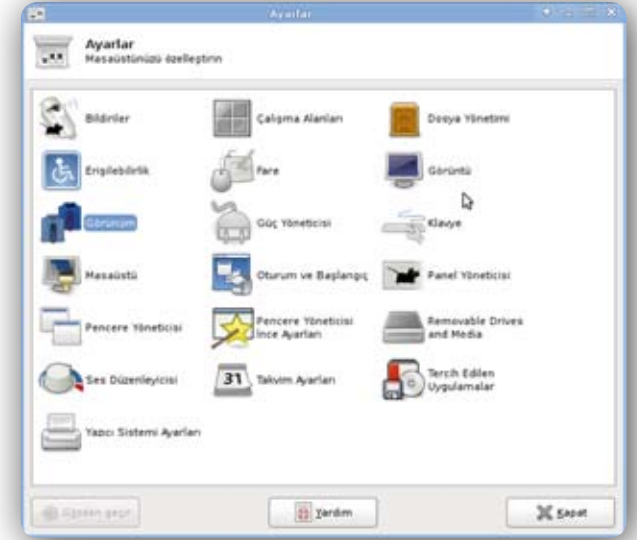 Ayarlar
Ayarlar
Masaüstünüzü özelleştirin
Bildiriler
Çalışma Alanları
Dosya Yönetimi
Erişilebilirlik
Fare
Görüntü
Görünüm
Güç Yöneticisi
Klavye
Masaüstü
Oturum ve Başlangıç
Panel Yöneticisi
Pencere Yöneticisi
Pencere Yöneticisi
İnce Ayarları
Removable Drives
and Media
Ses Düzenleyicisi
31
Takvim Ayarları
Tercih Edilen
Uygulamalar
Yazıcı Sistemi Ayarları
Yardım
Kapat